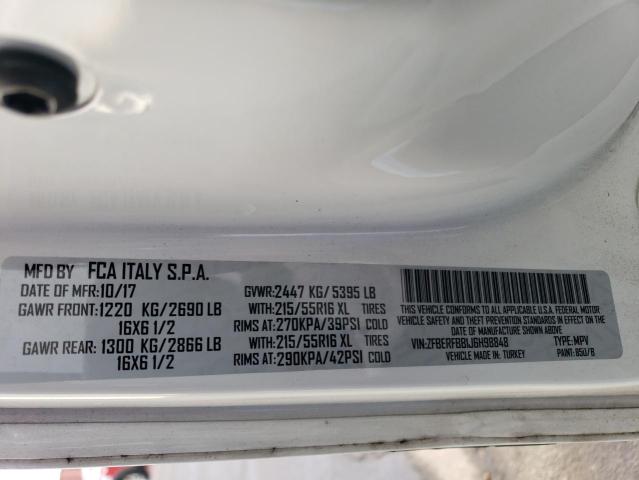 MFD BY FCA ITALY S.P.A.
DATE OF MFR:10/17 GVWR:2447 KG/5395 LB
GAWR FRONT:1220 KG/2690 LB WITH:215/55R16 XL TIRES
16X6 1/2 RIMS AT:270KPA/39PSI COLD
GAWR REAR: 1300 KG/2866 LB WITH:215/55R16 XL TIRES
16X6 1/2 RIMS AT:290KPA/42PSI COLD
THIS VEHICLE CONFORMS TO ALL APPLICABLE U.S.A. FEDERAL MOTOR
VEHICLE SAFETY AND THEFT PREVENTION STANDARDS IN EFFECT ON
THE DATE OF MANUFACTURE SHOWN ABOVE
VIN:ZFBERFBB1J6H98848 TYPE: MPV
VEHICLE MADE IN: TURKEY PAINT: 850/B